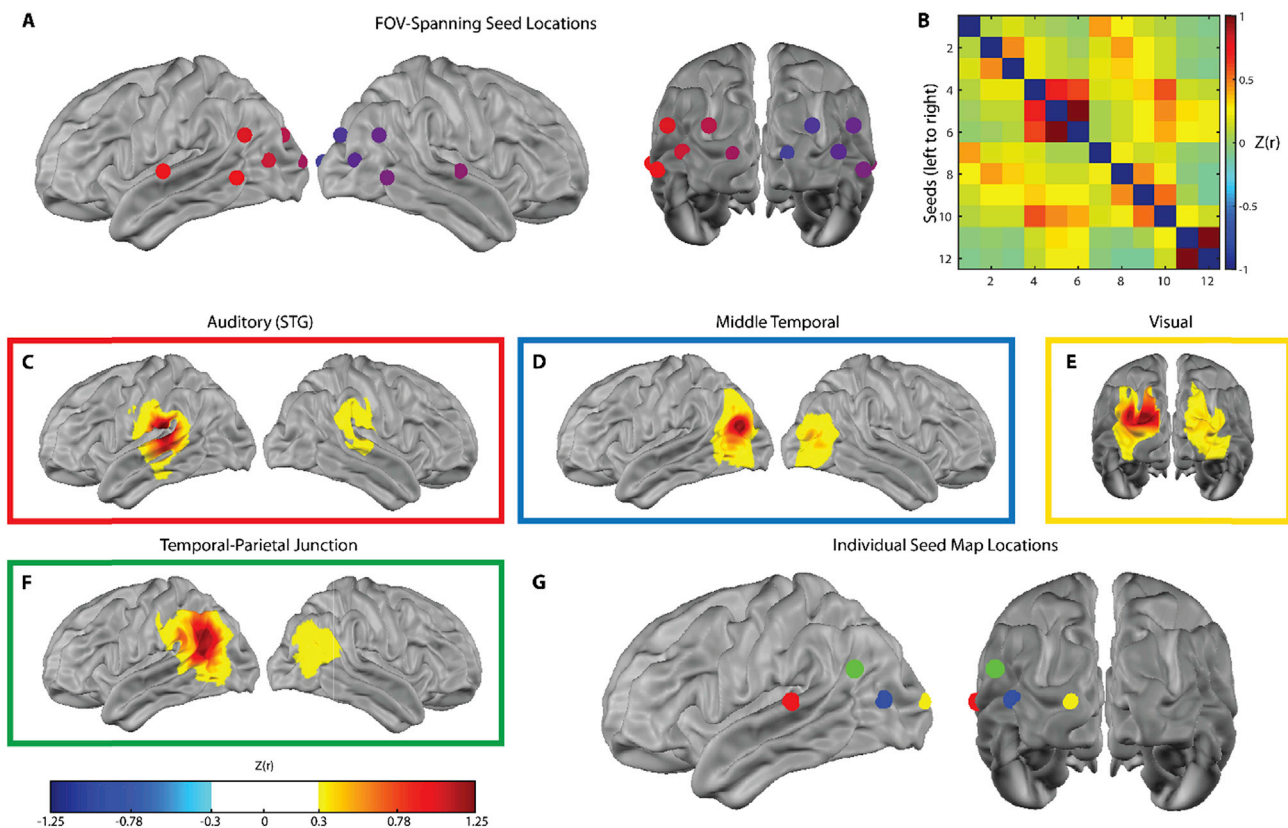 A
FOV-Spanning Seed Locations
B
2
4
6
8
10
12
Seeds (left to right)
2 4 6 8 10 12
1
0.5
0
-0.5
-1
Z(r)
Auditory (STG)
C
Middle Temporal
D
Visual
E
Temporal-Parietal Junction
F
Individual Seed Map Locations
G
Z(r)
-1.25 -0.78 -0.3 0 0.3 0.78 1.25